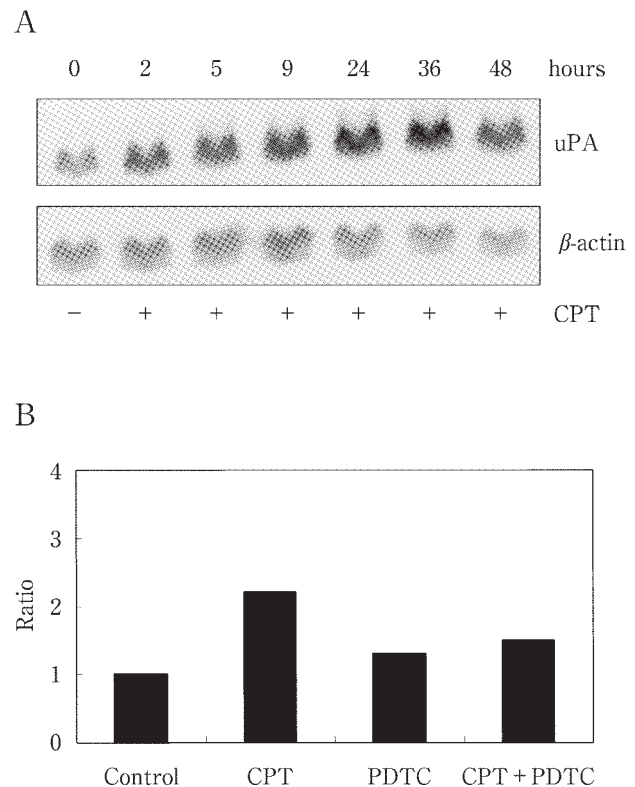 A
0 2 5 9 24 36 48 hours
uPA
β-actin
− + + + + + + CPT
B
4
3
2
1
0
Ratio
Control CPT PDTC CPT + PDTC